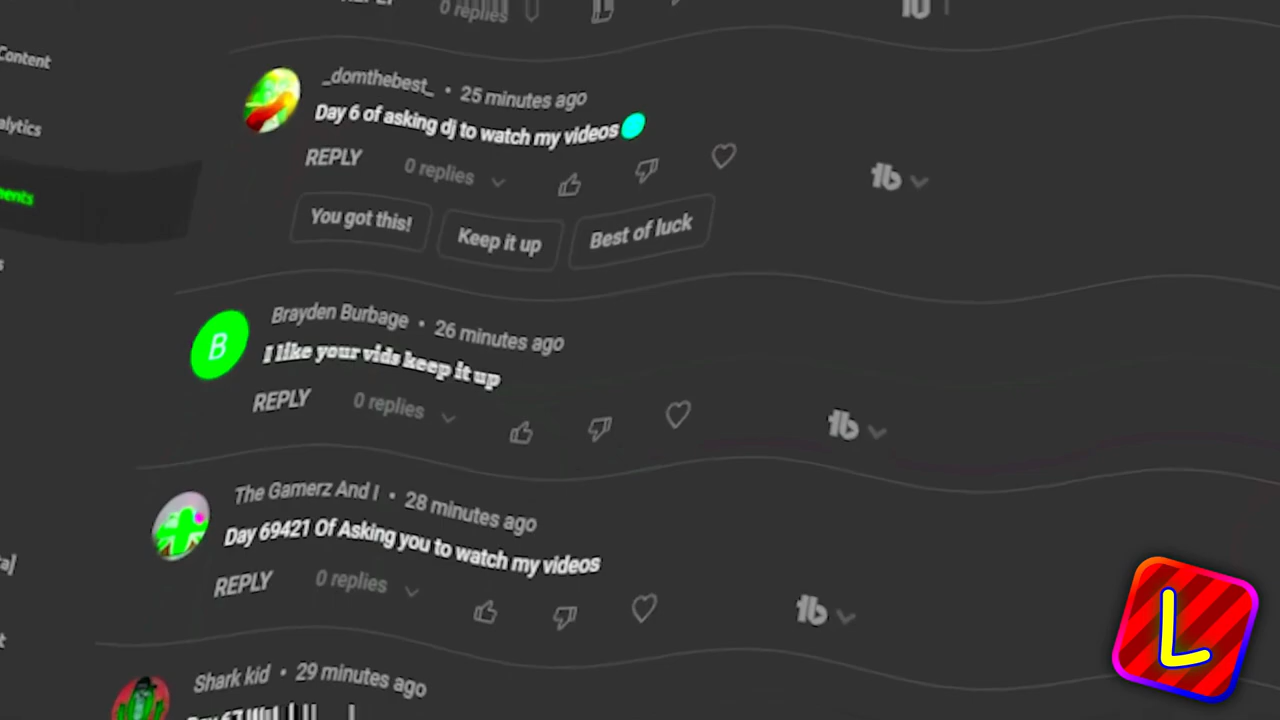 REPLY
0 replies
Content
_domthebest_ • 25 minutes ago
Day 6 of asking dj to watch my videos
REPLY 0 replies
You got this! Keep it up Best of luck
Brayden Burbage • 26 minutes ago
B
I like your vids keep it up
REPLY 0 replies
The Gamerz And I • 28 minutes ago
Day 69421 Of Asking you to watch my videos
REPLY 0 replies
Shark kid • 29 minutes ago
L